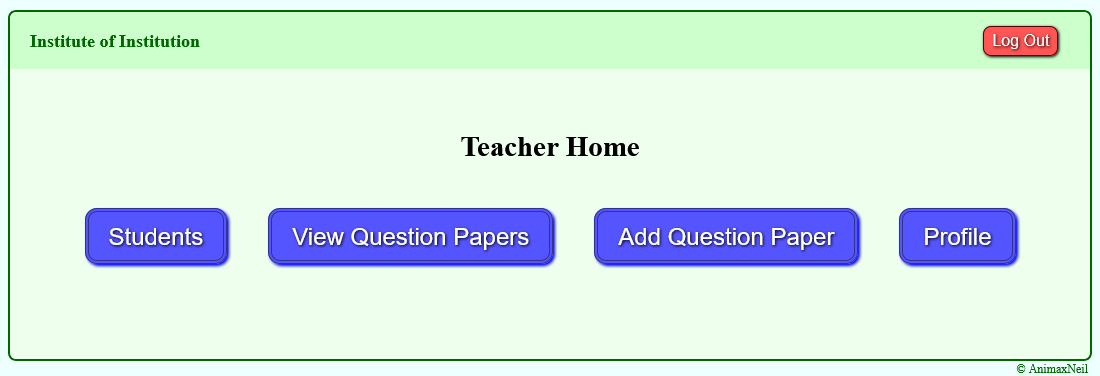 Institute of Institution
Log Out
Teacher Home
Students
View Question Papers
Add Question Paper
Profile
© AnimaxNeil